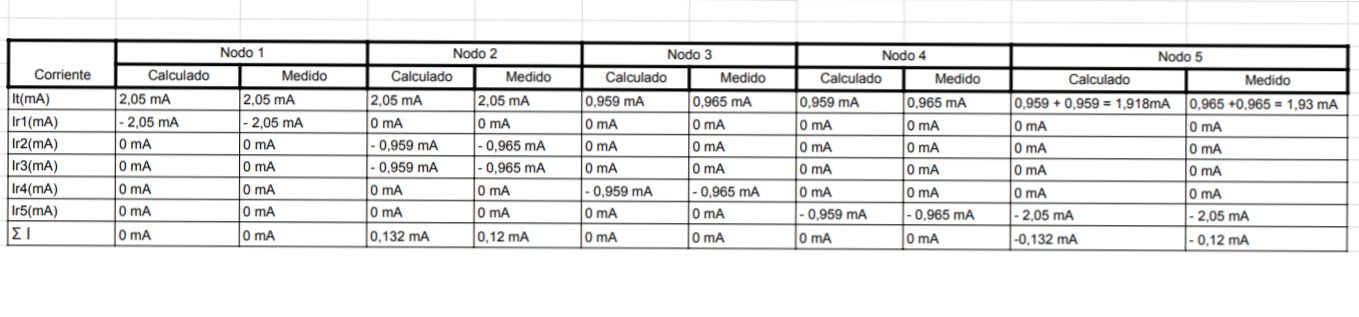 Corriente | Nodo 1 | Nodo 2 | Nodo 3 | Nodo 4 | Nodo 5
Calculado | Medido | Calculado | Medido | Calculado | Medido | Calculado | Medido | Calculado | Medido
It(mA) | 2,05 mA | 2,05 mA | 2,05 mA | 2,05 mA | 0,959 mA | 0,965 mA | 0,959 mA | 0,965 mA | 0,959 + 0,959 = 1,918mA | 0,965 +0,965 = 1,93 mA
Ir1(mA) | - 2,05 mA | - 2,05 mA | 0 mA | 0 mA | 0 mA | 0 mA | 0 mA | 0 mA | 0 mA | 0 mA
Ir2(mA) | 0 mA | 0 mA | - 0,959 mA | - 0,965 mA | 0 mA | 0 mA | 0 mA | 0 mA | 0 mA | 0 mA
Ir3(mA) | 0 mA | 0 mA | - 0,959 mA | - 0,965 mA | 0 mA | 0 mA | 0 mA | 0 mA | 0 mA | 0 mA
Ir4(mA) | 0 mA | 0 mA | 0 mA | 0 mA | - 0,959 mA | - 0,965 mA | 0 mA | 0 mA | 0 mA | 0 mA
Ir5(mA) | 0 mA | 0 mA | 0 mA | 0 mA | 0 mA | 0 mA | - 0,959 mA | - 0,965 mA | - 2,05 mA | - 2,05 mA
Σ I | 0 mA | 0 mA | 0,132 mA | 0,12 mA | 0 mA | 0 mA | 0 mA | 0 mA | -0,132 mA | - 0,12 mA